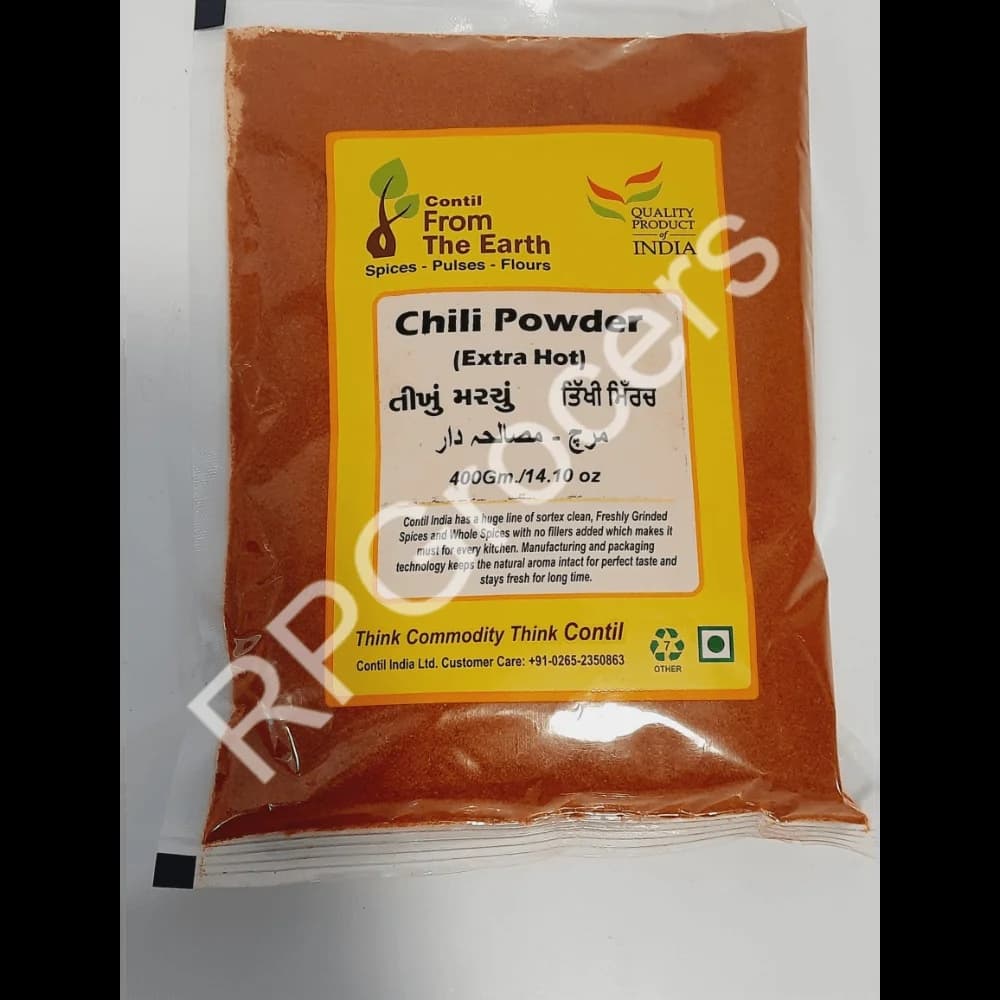 Contil
From
The Earth
Spices - Pulses - Flours
QUALITY
PRODUCT
of
INDIA
Chili Powder
(Extra Hot)
તીખું મરચું ਤਿੱਖੀ ਮਿੱਰਚ
مرچ - مصالحہ دار
400Gm./14.10 oz
Contil India has a huge line of sortex clean, Freshly Grinded
Spices and Whole Spices with no fillers added which makes it
must for every kitchen. Manufacturing and packaging
technology keeps the natural aroma intact for perfect taste and
stays fresh for long time.
Think Commodity Think Contil
Contil India Ltd. Customer Care: +91-0265-2350863
7
OTHER
RPGrocers